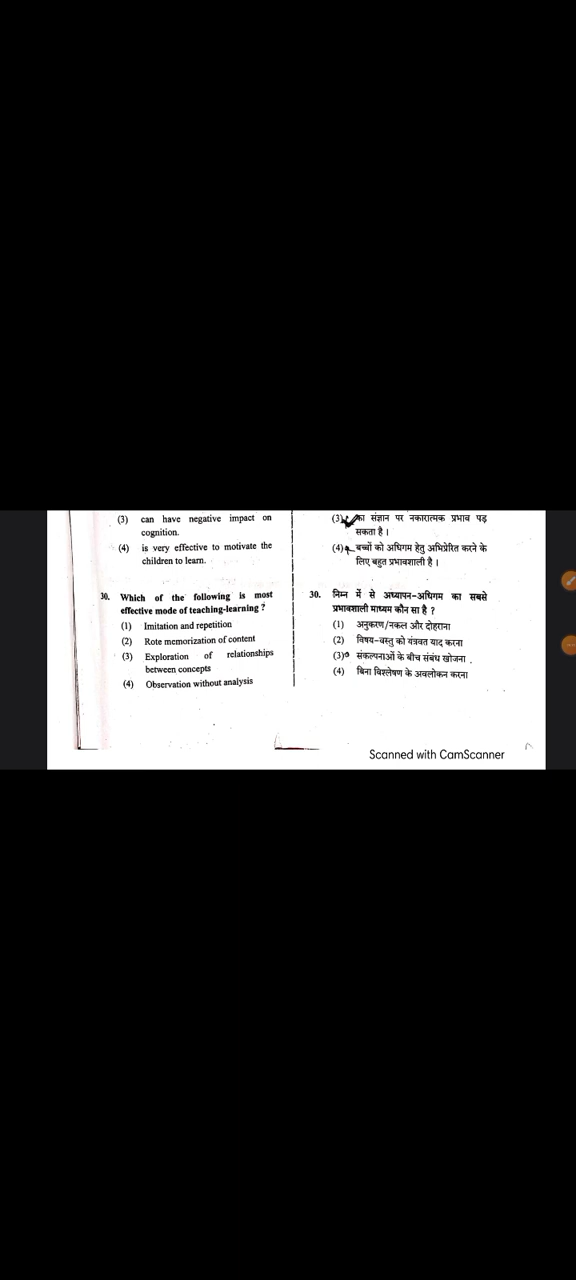 (3) can have negative impact on
cognition.
(4) is very effective to motivate the
children to learn.
30. Which of the following is most
effective mode of teaching-learning ?
(1) Imitation and repetition
(2) Rote memorization of content
(3) Exploration of relationships
between concepts
(4) Observation without analysis
(3) का संज्ञान पर नकारात्मक प्रभाव पड़
सकता है ।
(4) बच्चों को अधिगम हेतु अभिप्रेरित करने के
लिए बहुत प्रभावशाली है ।
30. निम्न में से अध्यापन-अधिगम का सबसे
प्रभावशाली माध्यम कौन सा है ?
(1) अनुकरण/नकल और दोहराना
(2) विषय-वस्तु को यंत्रवत याद करना
(3) संकल्पनाओं के बीच संबंध खोजना .
(4) बिना विश्लेषण के अवलोकन करना
Scanned with CamScanner